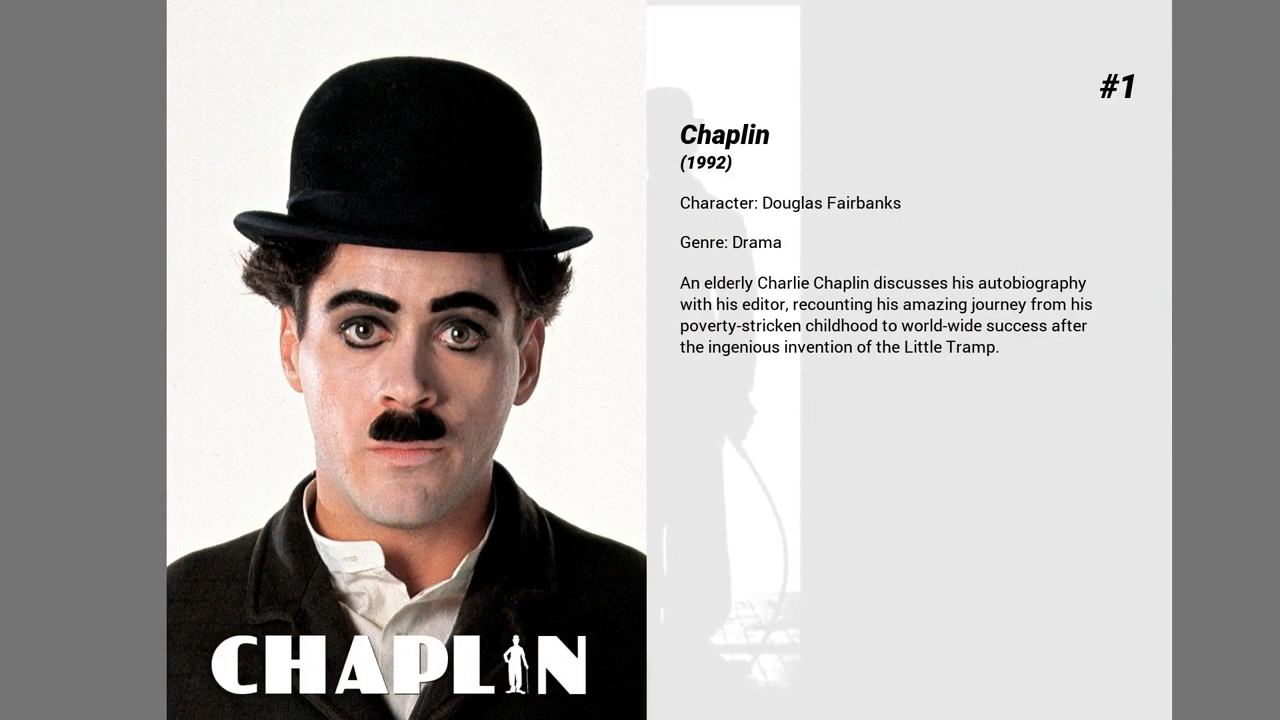 #1
Chaplin
(1992)
Character: Douglas Fairbanks
Genre: Drama
An elderly Charlie Chaplin discusses his autobiography
with his editor, recounting his amazing journey from his
poverty-stricken childhood to world-wide success after
the ingenious invention of the Little Tramp.
CHAPLIN